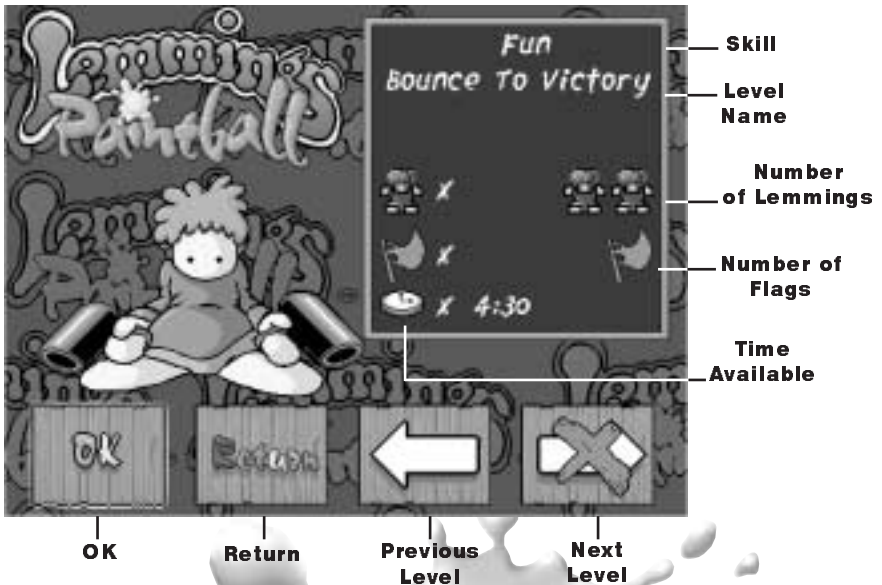 Lemmings
Paintball
Fun
Bounce To Victory
x
x
x 4:30
OK
Return
Skill
Level
Name
Number
of Lemmings
Number of
Flags
Time
Available
OK
Return
Previous
Level
Next
Level